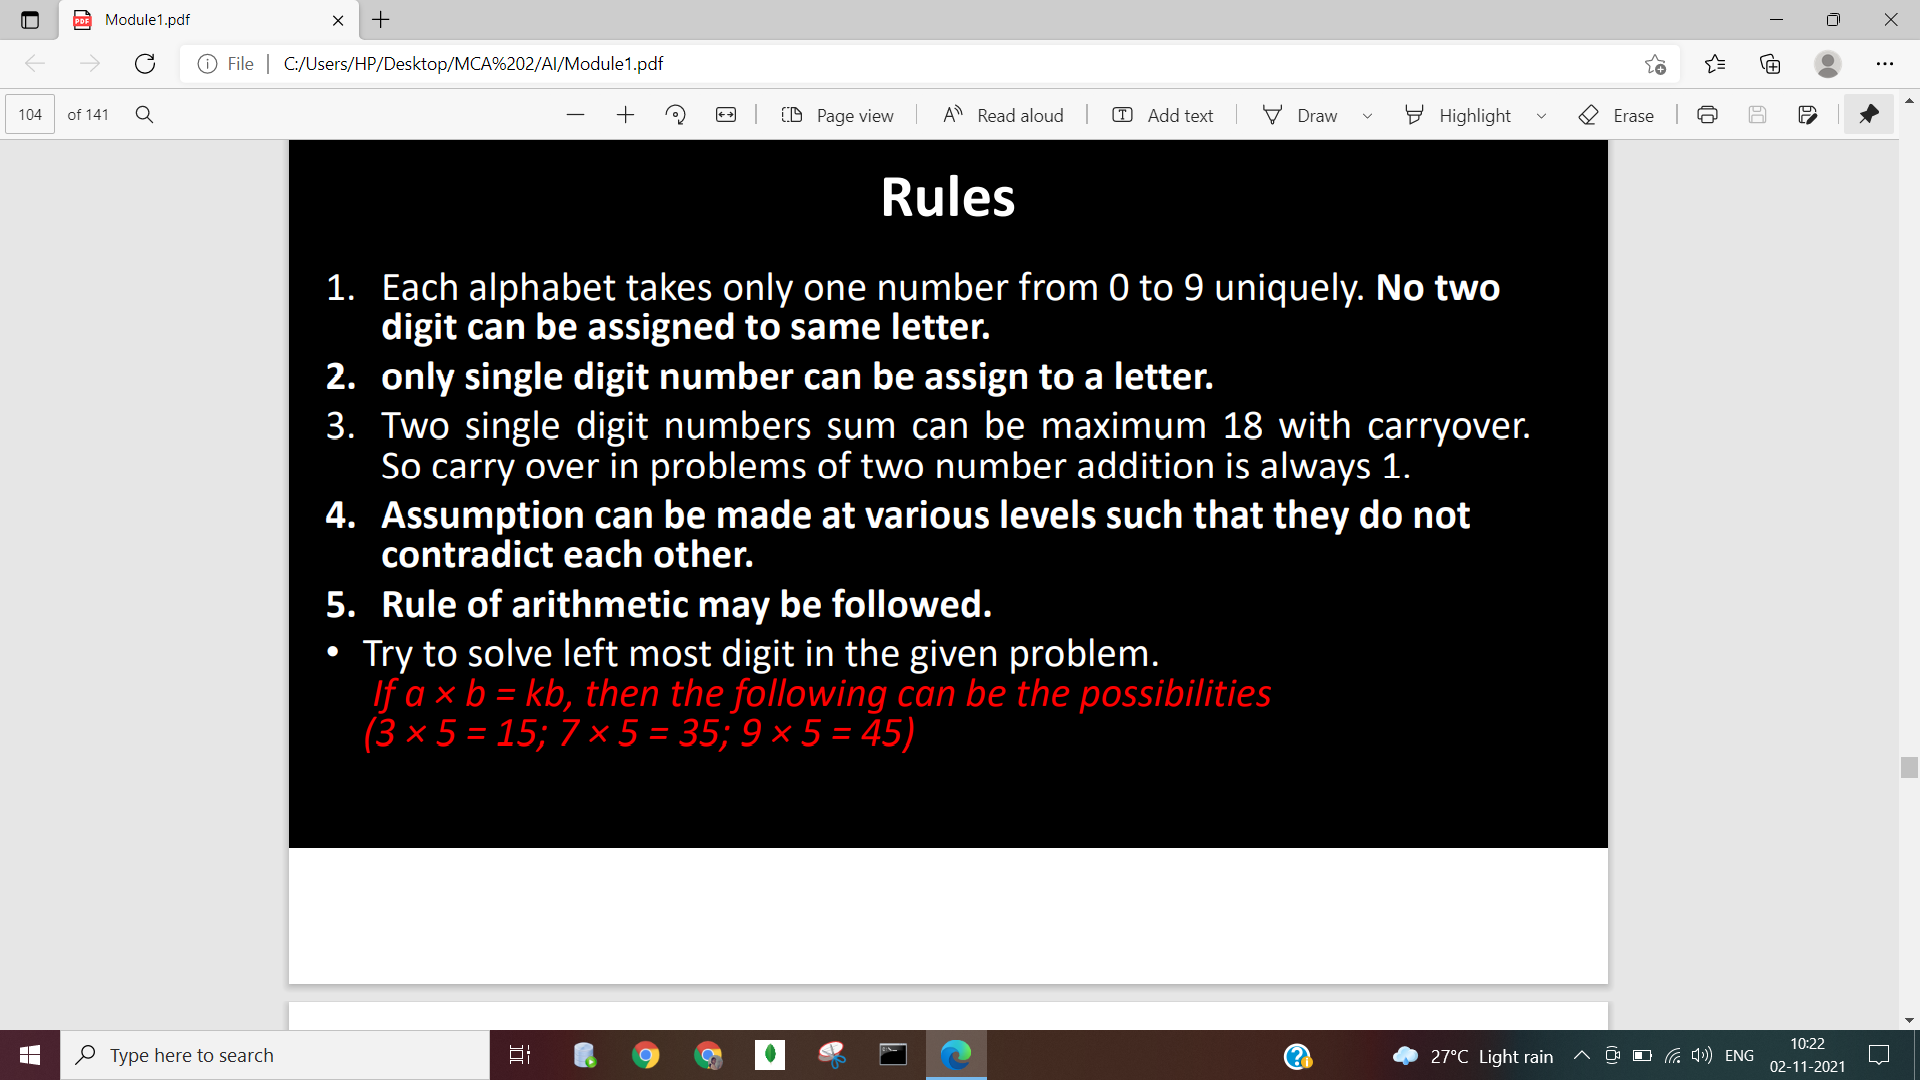 Module1.pdf
File
C:/Users/HP/Desktop/MCA%202/AI/Module1.pdf
104 of 141
Page view
Read aloud
Add text
Draw
Highlight
Erase
Rules
1. Each alphabet takes only one number from 0 to 9 uniquely. No two
digit can be assigned to same letter.
2. only single digit number can be assign to a letter.
3. Two single digit numbers sum can be maximum 18 with carryover.
So carry over in problems of two number addition is always 1.
4. Assumption can be made at various levels such that they do not
contradict each other.
5. Rule of arithmetic may be followed.
• Try to solve left most digit in the given problem.
If a × b = kb, then the following can be the possibilities
(3 × 5 = 15; 7 × 5 = 35; 9 × 5 = 45)
Type here to search
27°C Light rain
ENG
10:22
02-11-2021